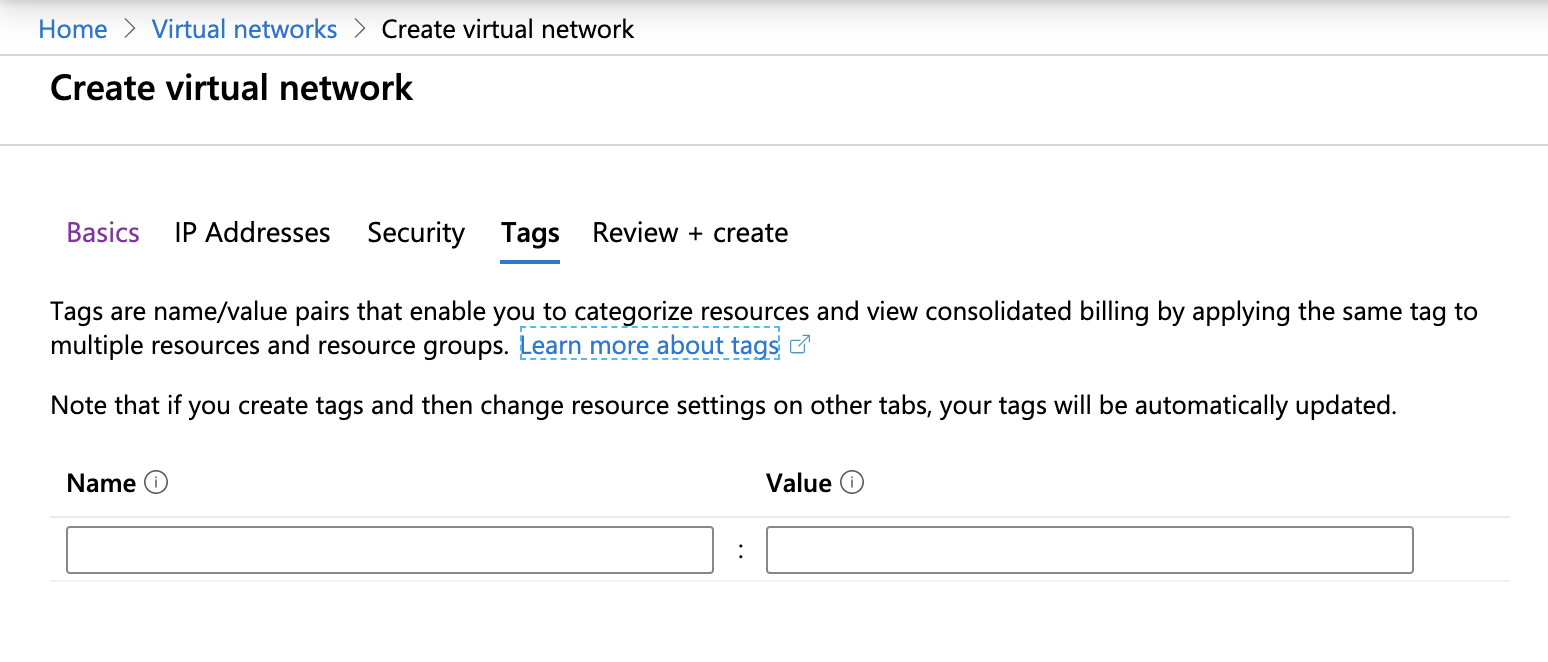 Home > Virtual networks > Create virtual network
Create virtual network
Basics IP Addresses Security Tags Review + create
Tags are name/value pairs that enable you to categorize resources and view consolidated billing by applying the same tag to
multiple resources and resource groups. Learn more about tags
Note that if you create tags and then change resource settings on other tabs, your tags will be automatically updated.
Name Value
: